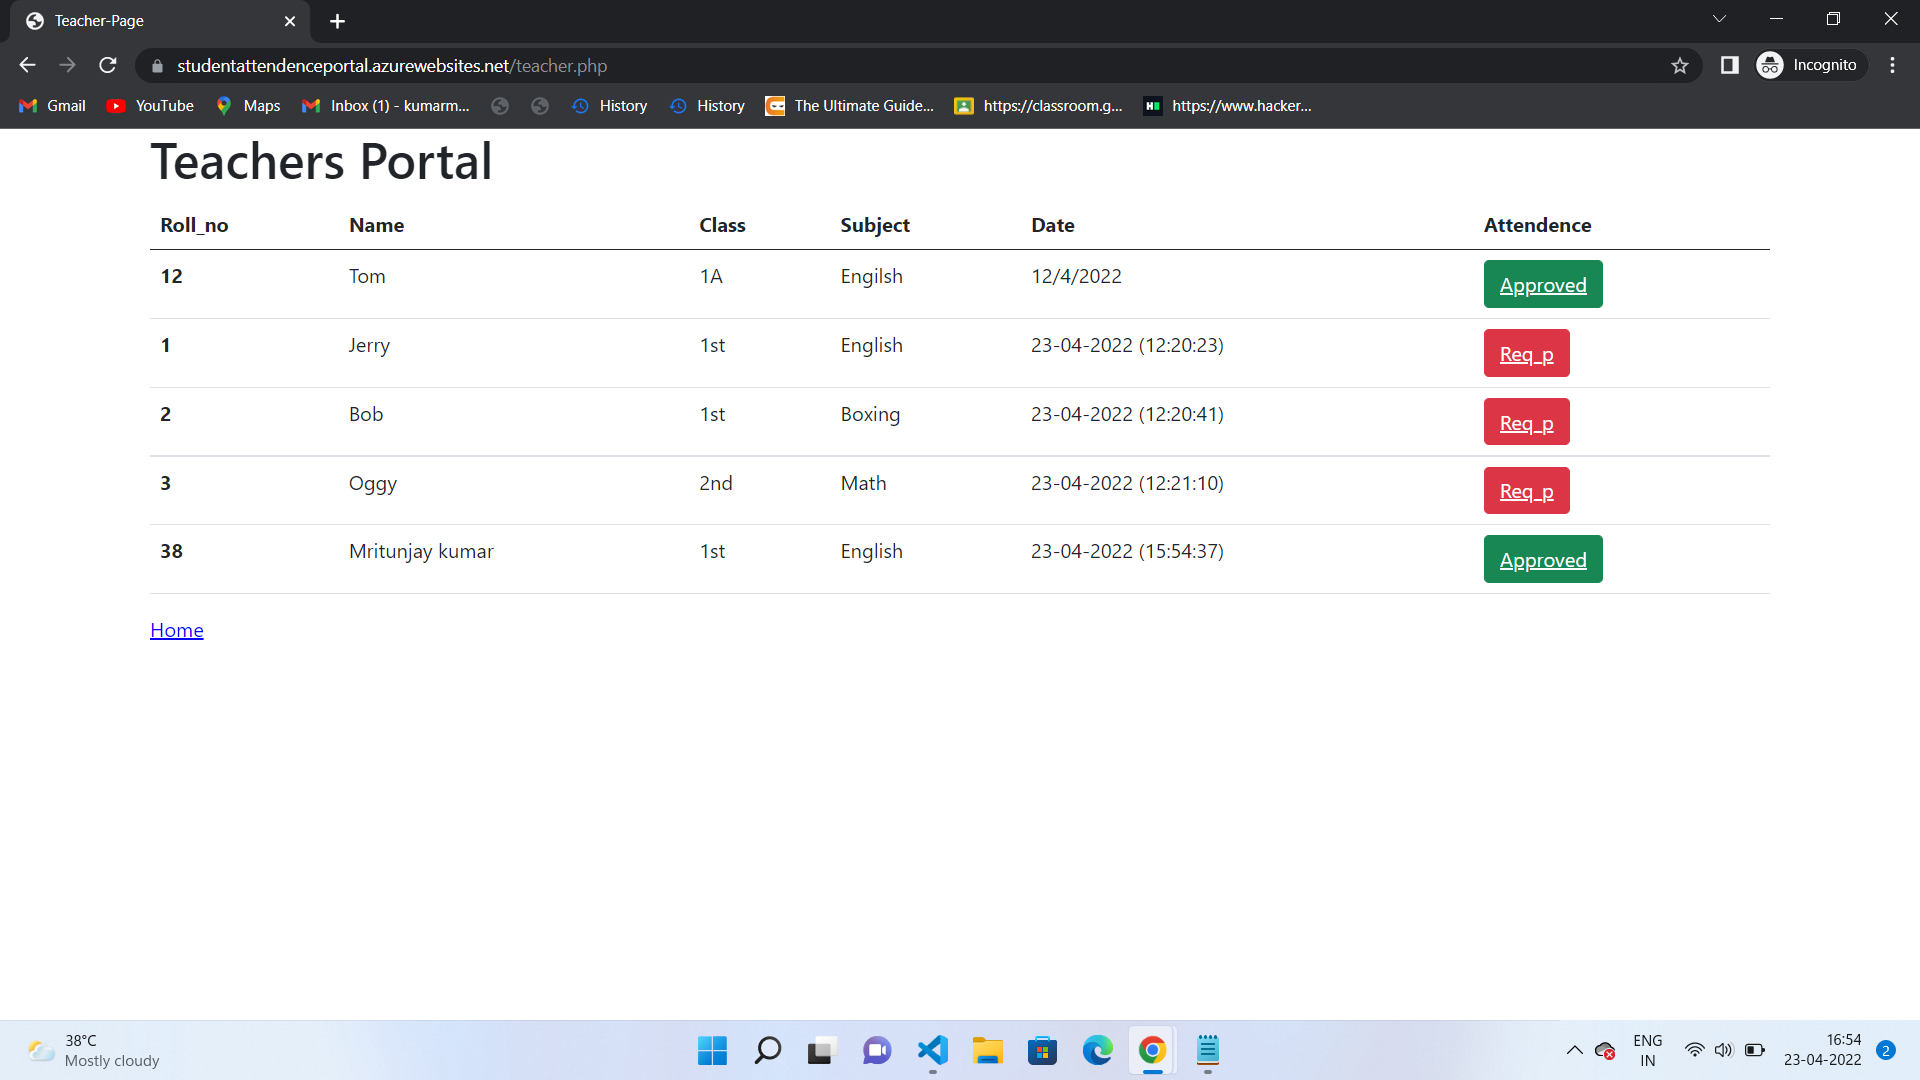 Teacher-Page
studentattendenceportal.azurewebsites.net/teacher.php
Incognito
Gmail YouTube Maps Inbox (1) - kumarm... History History The Ultimate Guide... https://classroom.g... https://www.hacker...
Teachers Portal
Roll_no Name Class Subject Date Attendence
12 Tom 1A Engilsh 12/4/2022 Approved
1 Jerry 1st English 23-04-2022 (12:20:23) Req_p
2 Bob 1st Boxing 23-04-2022 (12:20:41) Req_p
3 Oggy 2nd Math 23-04-2022 (12:21:10) Req_p
38 Mritunjay kumar 1st English 23-04-2022 (15:54:37) Approved
Home
38°C
Mostly cloudy
ENG
IN
16:54
23-04-2022
2